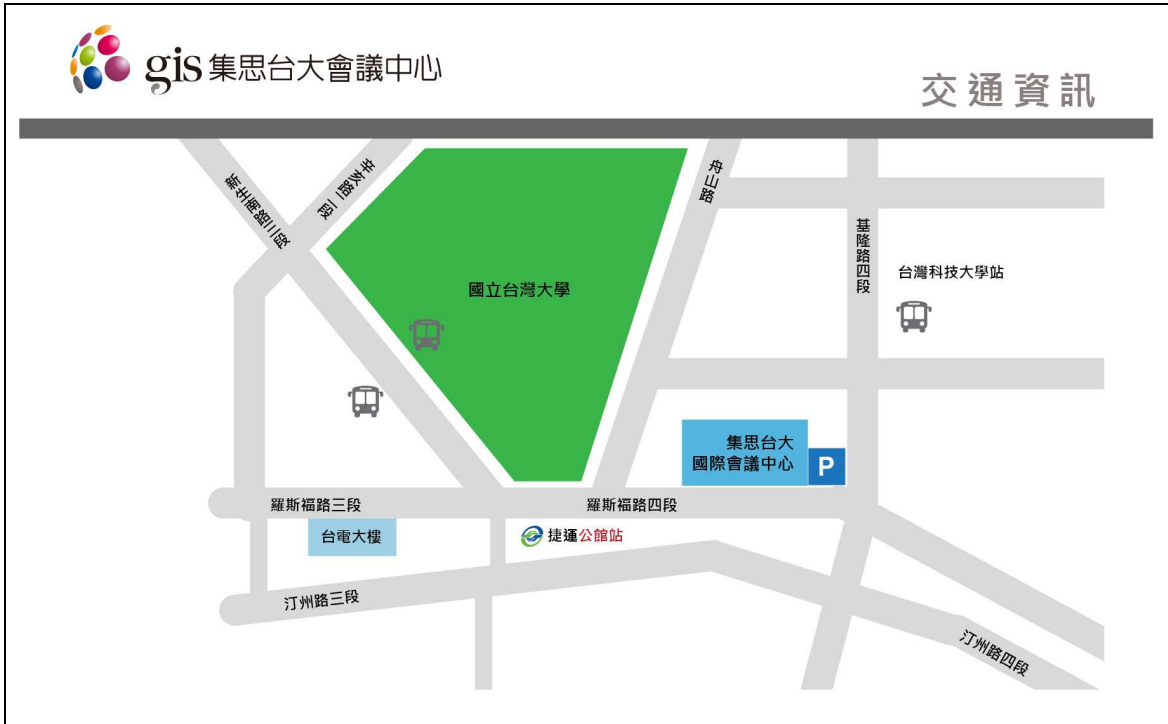 gis 集思台大會議中心
交通資訊
新生南路三段
辛亥路一段
舟山路
基隆路四段
台灣科技大學站
國立台灣大學
集思台大
國際會議中心
P
羅斯福路三段
羅斯福路四段
台電大樓
捷運公館站
汀州路三段
汀州路四段